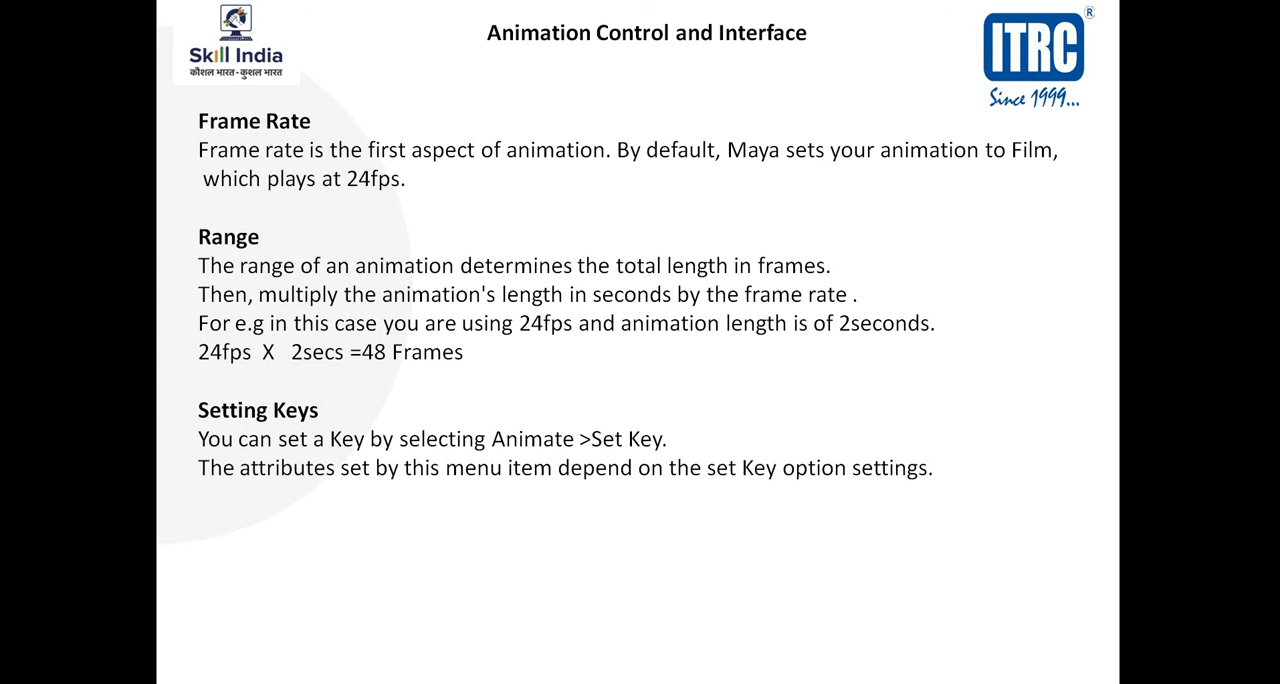 Skill India
कौशल भारत-कुशल भारत
Animation Control and Interface
ITRC
®
Since 1999...
Frame Rate
Frame rate is the first aspect of animation. By default, Maya sets your animation to Film,
which plays at 24fps.
Range
The range of an animation determines the total length in frames.
Then, multiply the animation's length in seconds by the frame rate .
For e.g in this case you are using 24fps and animation length is of 2seconds.
24fps X 2secs =48 Frames
Setting Keys
You can set a Key by selecting Animate >Set Key.
The attributes set by this menu item depend on the set Key option settings.